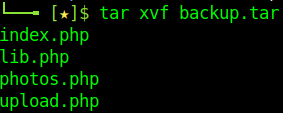 └──╼ [★]$ tar xvf backup.tar
index.php
lib.php
photos.php
upload.php